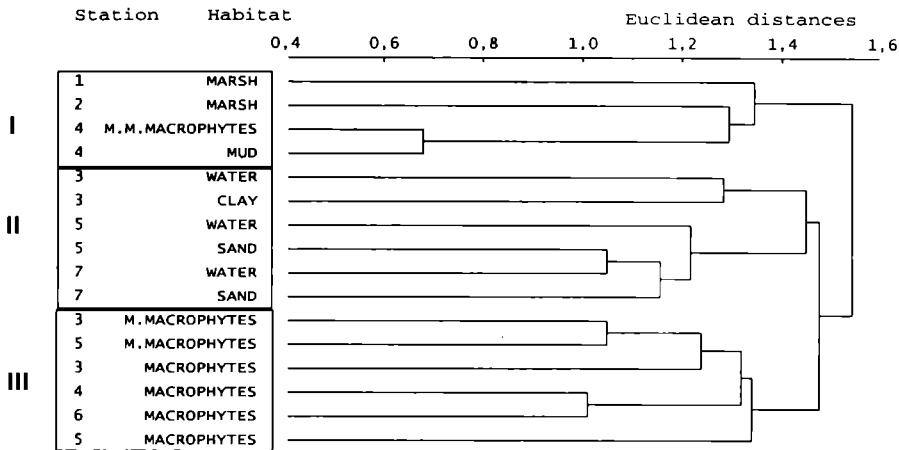 Station Habitat Euclidean distances
0,4 0,6 0,8 1,0 1,2 1,4 1,6
1 MARSH
2 MARSH
I
4 M.M.MACROPHYTES
4 MUD
3 WATER
3 CLAY
II
5 WATER
5 SAND
7 WATER
7 SAND
3 M.MACROPHYTES
5 M.MACROPHYTES
3 MACROPHYTES
III
4 MACROPHYTES
6 MACROPHYTES
5 MACROPHYTES